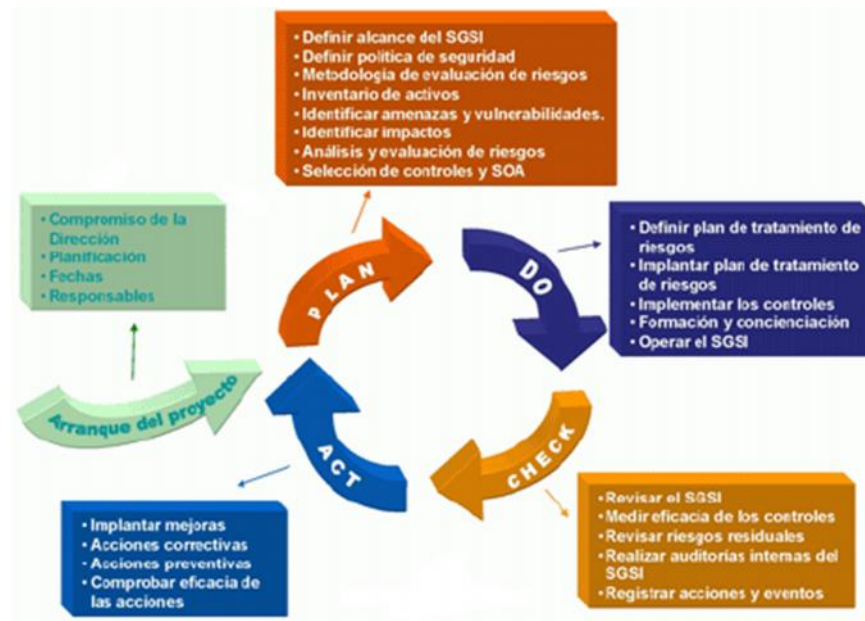 • Definir alcance del SGSI
• Definir política de seguridad
• Metodología de evaluación de riesgos
• Inventario de activos
• Identificar amenazas y vulnerabilidades.
• Identificar impactos
• Análisis y evaluación de riesgos
• Selección de controles y SOA
• Compromiso de la
Dirección
• Planificación
• Fechas
• Responsables
Arranque del proyecto
PLAN
DO
• Definir plan de tratamiento de
riesgos
• Implantar plan de tratamiento
de riesgos
• Implementar los controles
• Formación y concienciación
• Operar el SGSI
CHECK
• Revisar el SGSI
• Medir eficacia de los controles
• Revisar riesgos residuales
• Realizar auditorías internas del
SGSI
• Registrar acciones y eventos
ACT
• Implantar mejoras
• Acciones correctivas
• Acciones preventivas
• Comprobar eficacia de
las acciones